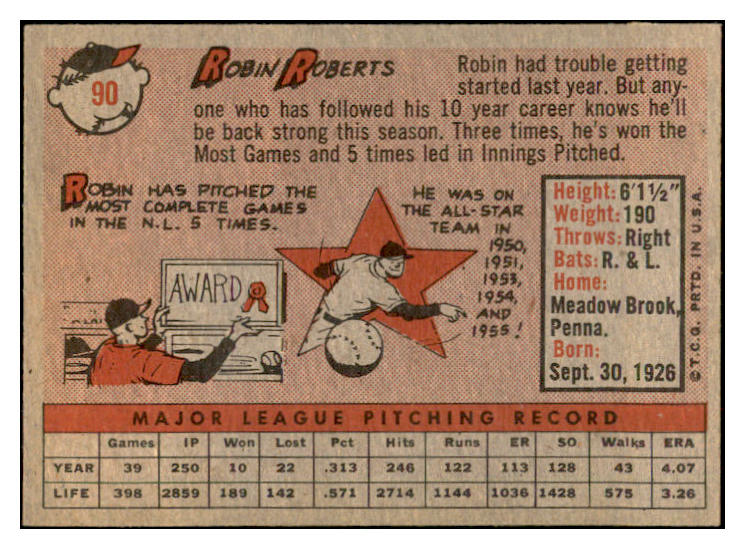 90
ROBIN ROBERTS
Robin had trouble getting
started last year. But any-
one who has followed his 10 year career knows he'll
be back strong this season. Three times, he's won the
Most Games and 5 times led in Innings Pitched.
ROBIN HAS PITCHED THE
MOST COMPLETE GAMES
IN THE N.L. 5 TIMES.
AWARD
HE WAS ON
THE ALL-STAR
TEAM IN
1950,
1951,
1953,
1954,
AND
1955!
Height: 6'1½"
Weight: 190
Throws: Right
Bats: R. & L.
Home:
Meadow Brook,
Penna.
Born:
Sept. 30, 1926
© T.C.G. PRTD. IN U.S.A.
MAJOR LEAGUE PITCHING RECORD
Games IP Won Lost Pct Hits Runs ER SO Walks ERA
YEAR 39 250 10 22 .313 246 122 113 128 43 4.07
LIFE 398 2859 189 142 .571 2714 1144 1036 1428 575 3.26